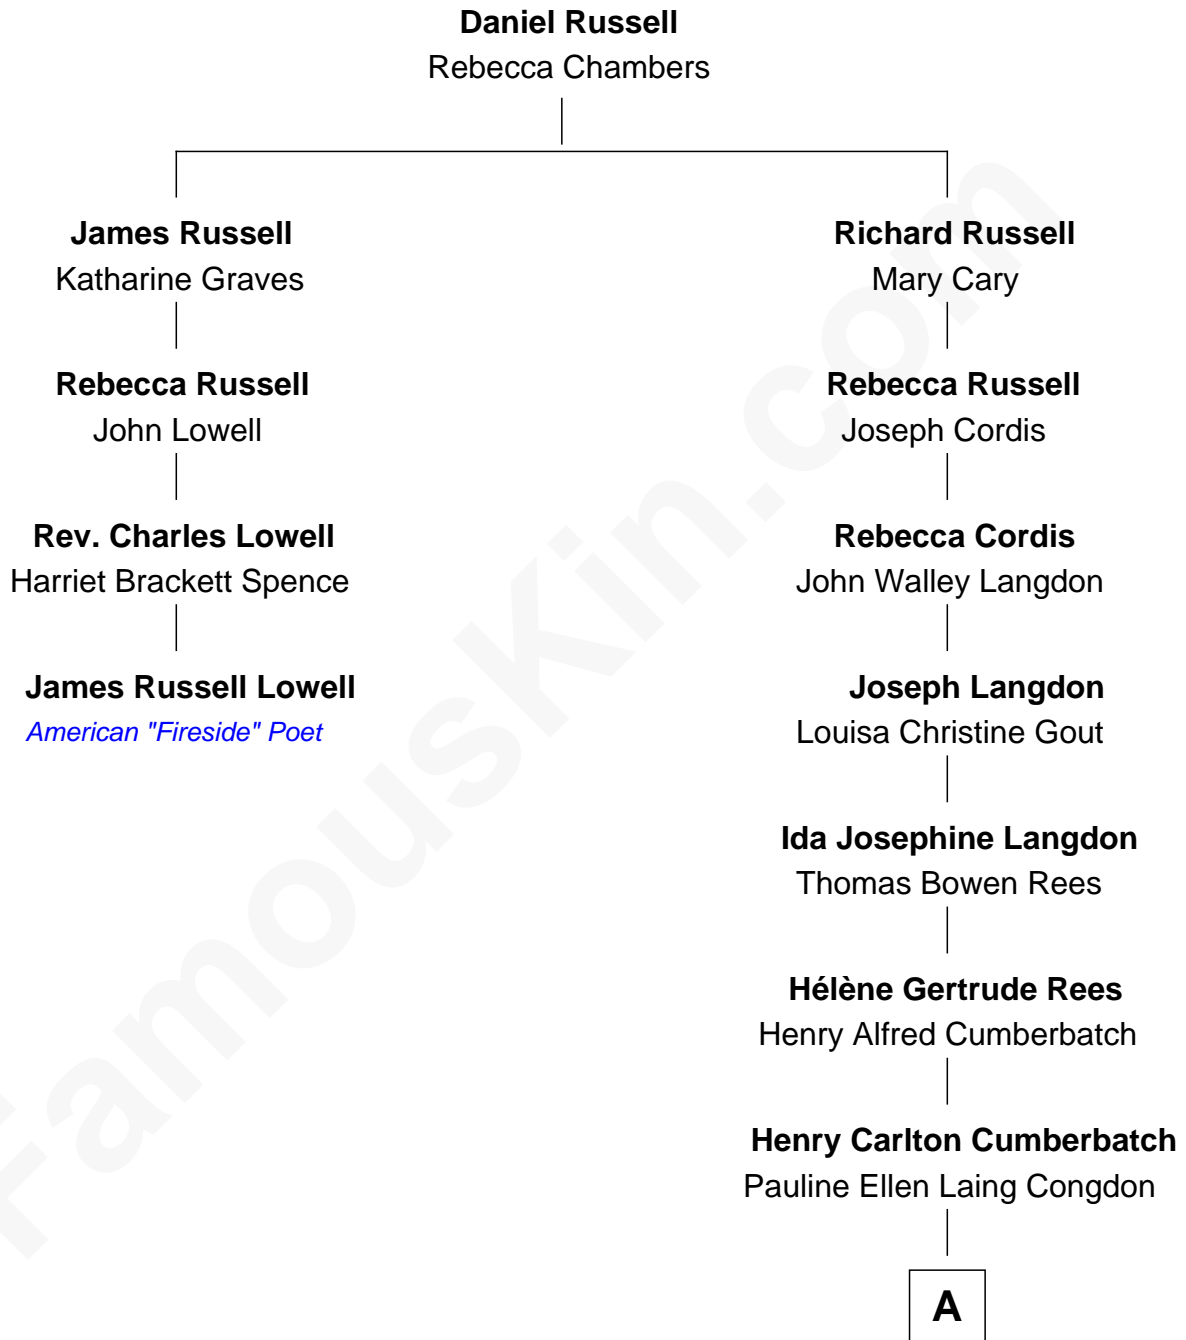 Daniel Russell
Rebecca Chambers
James Russell
Katharine Graves
Rebecca Russell
John Lowell
Rev. Charles Lowell
Harriet Brackett Spence
James Russell Lowell
American "Fireside" Poet
Richard Russell
Mary Cary
Rebecca Russell
Joseph Cordis
Rebecca Cordis
John Walley Langdon
Joseph Langdon
Louisa Christine Gout
Ida Josephine Langdon
Thomas Bowen Rees
Hélène Gertrude Rees
Henry Alfred Cumberbatch
Henry Carlton Cumberbatch
Pauline Ellen Laing Congdon
A
FamousKin.com